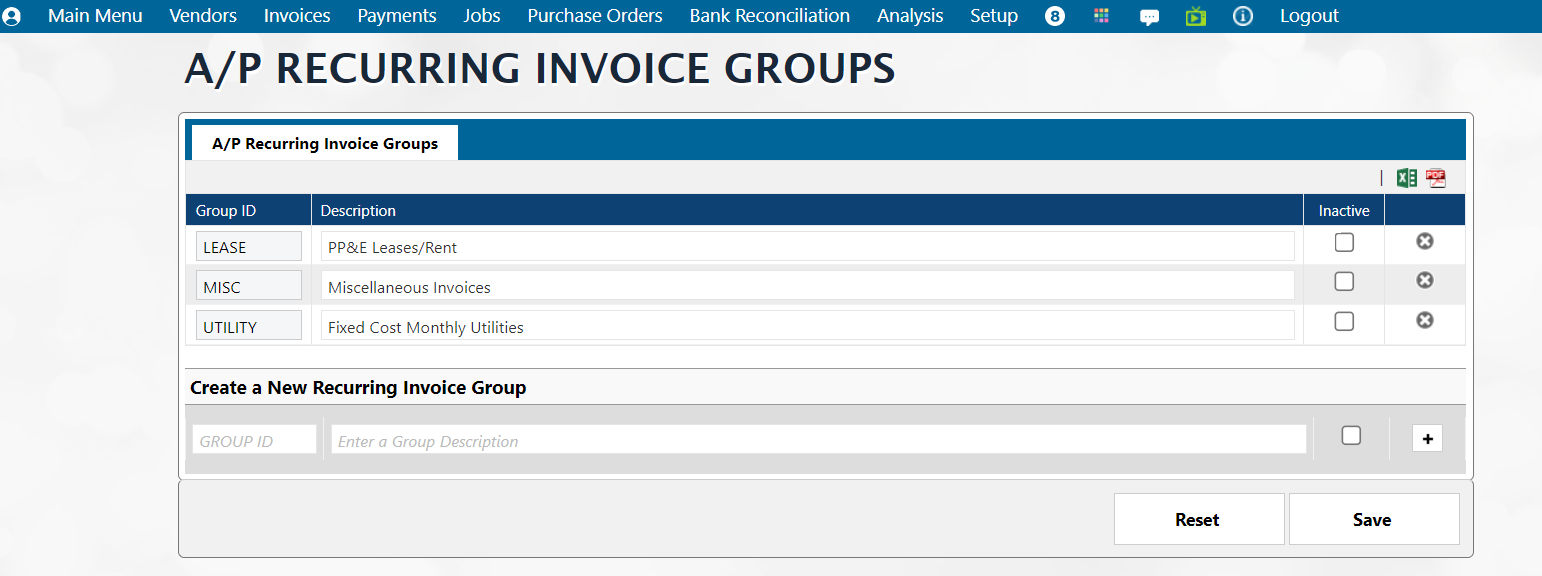 Main Menu Vendors Invoices Payments Jobs Purchase Orders Bank Reconciliation Analysis Setup 8 Logout
A/P RECURRING INVOICE GROUPS
A/P Recurring Invoice Groups
| X PDF
Group ID Description Inactive
LEASE PP&E Leases/Rent
MISC Miscellaneous Invoices
UTILITY Fixed Cost Monthly Utilities
Create a New Recurring Invoice Group
GROUP ID Enter a Group Description +
Reset Save